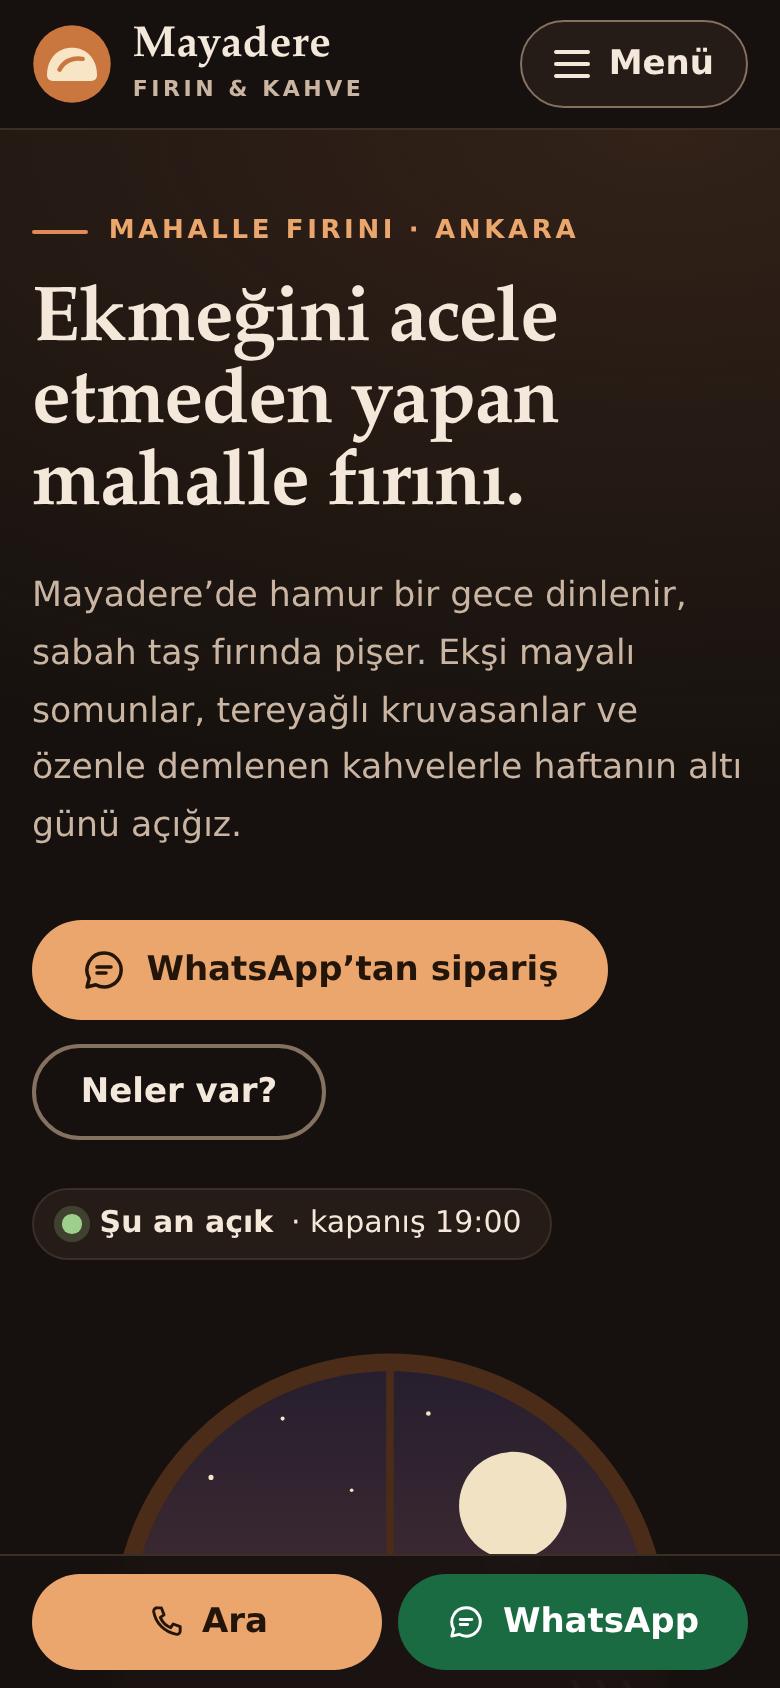 Mayadere
FIRIN & KAHVE
Menü
MAHALLE FIRINI · ANKARA
Ekmeğini acele
etmeden yapan
mahalle fırını.
Mayadere’de hamur bir gece dinlenir,
sabah taş fırında pişer. Ekşi mayalı
somunlar, tereyağlı kruvasanlar ve
özenle demlenen kahvelerle haftanın altı
günü açığız.
WhatsApp’tan sipariş
Neler var?
Şu an açık · kapanış 19:00
Ara
WhatsApp